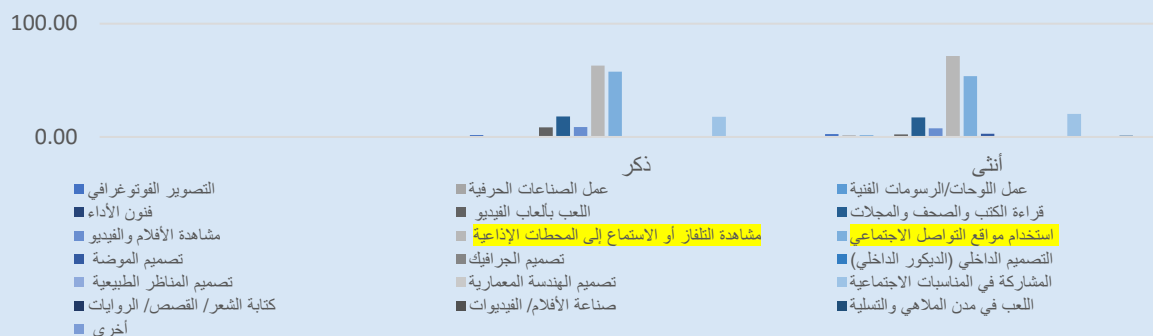 100.00
0.00
ذكر
أنثى
التصوير الفوتوغرافي
عمل الصناعات الحرفية
عمل اللوحات/الرسومات الفنية
فنون الأداء
اللعب بألعاب الفيديو
قراءة الكتب والصحف والمجلات
مشاهدة الأفلام والفيديو
مشاهدة التلفاز أو الاستماع إلى المحطات الإذاعية
استخدام مواقع التواصل الاجتماعي
تصميم الموضة
تصميم الجرافيك
التصميم الداخلي (الديكور الداخلي)
تصميم المناظر الطبيعية
تصميم الهندسة المعمارية
المشاركة في المناسبات الاجتماعية
كتابة الشعر/ القصص/ الروايات
صناعة الأفلام/ الفيديوات
اللعب في مدن الملاهي والتسلية
أخرى